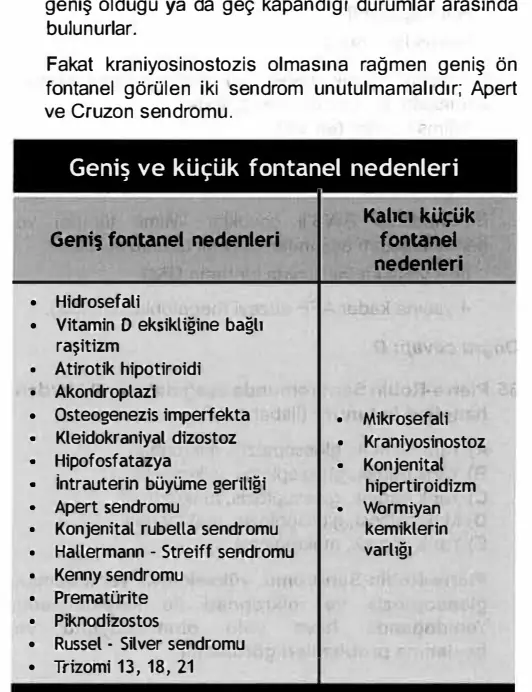 geniş olduğu ya da geç kapandığı durumlar arasında
bulunurlar.
Fakat kraniyosinostozis olmasına rağmen geniş ön
fontanel görülen iki sendrom unutulmamalıdır; Apert
ve Cruzon sendromu.
Geniş ve küçük fontanel nedenleri
Geniş fontanel nedenleri
• Hidrosefali
• Vitamin D eksikliğine bağlı
raşitizm
• Atirotik hipotiroidi
• Akondroplazi
• Osteogenezis imperfekta
• Kleidokraniyal dizostoz
• Hipofosfatazya
• İntrauterin büyüme geriliği
• Apert sendromu
• Konjenital rubella sendromu
• Hallermann - Streiff sendromu
• Kenny sendromu
• Prematürite
• Piknodizostos
• Russel - Silver sendromu
• Trizomi 13, 18, 21
Kalıcı küçük
fontanel
nedenleri
• Mikrosefali
• Kraniyosinostoz
• Konjenital
hipertiroidizm
• Wormiyan
kemiklerin
varlığı